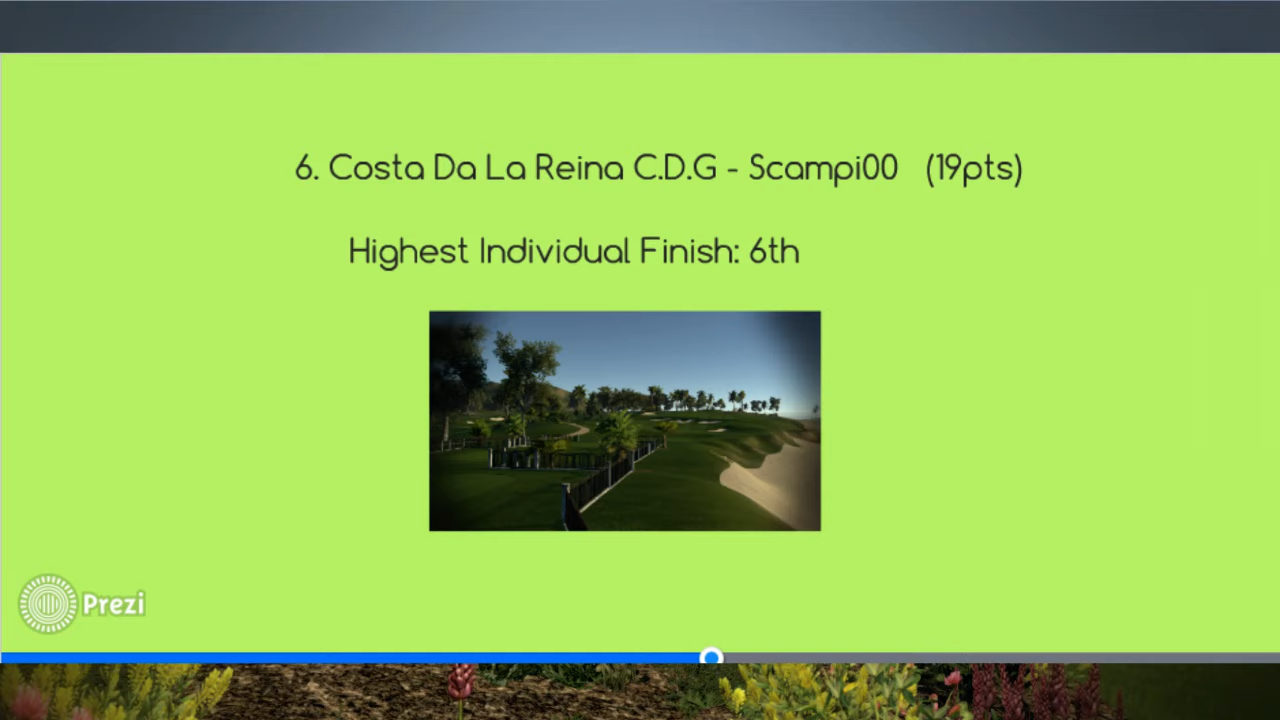 6. Costa Da La Reina C.D.G - Scampi00 (19pts)
Highest Individual Finish: 6th
Prezi